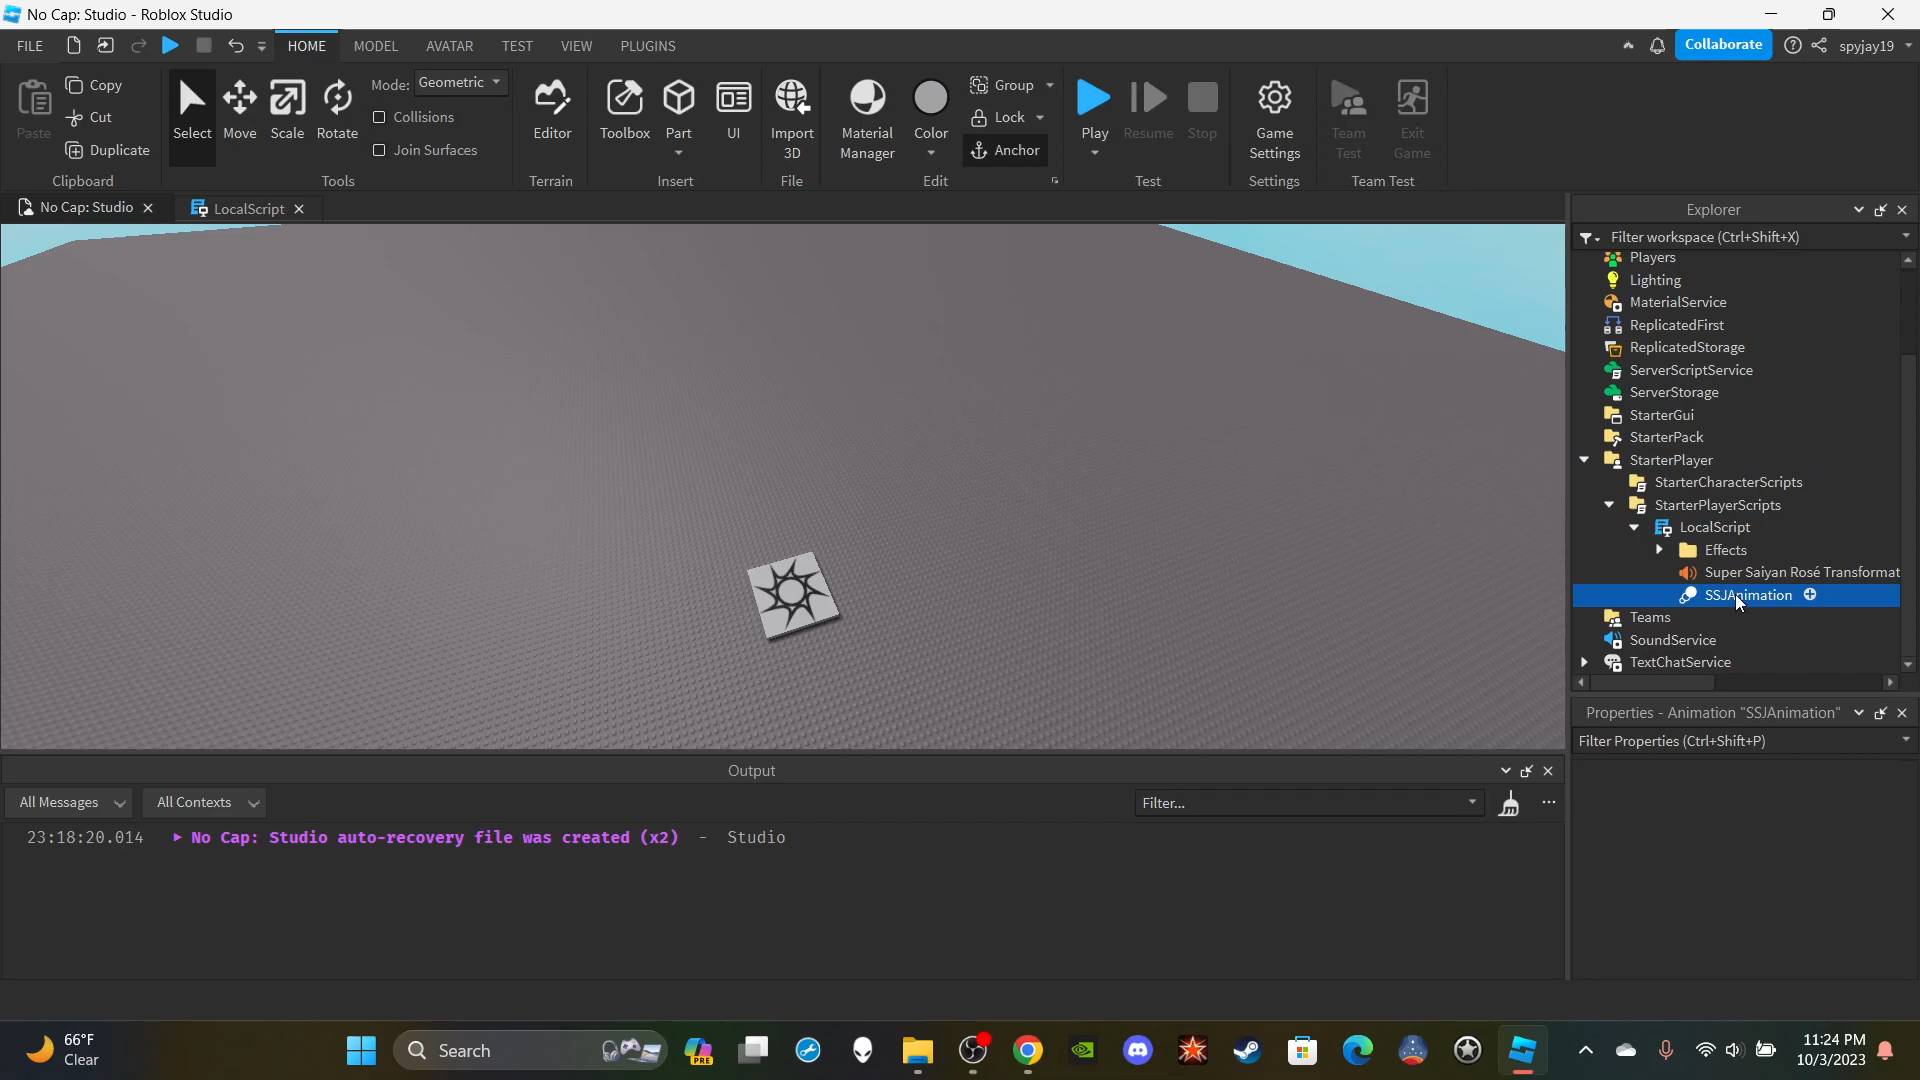 No Cap: Studio - Roblox Studio
FILE HOME MODEL AVATAR TEST VIEW PLUGINS Collaborate spyjay19
Paste Copy Cut Duplicate Clipboard
Select Move Scale Rotate Mode: Geometric Collisions Join Surfaces Tools
Editor Terrain
Toolbox Part UI Insert
Import 3D File
Material Manager Color Group Lock Anchor Edit
Play Resume Stop Test
Game Settings Settings
Team Test Exit Game Team Test
No Cap: Studio LocalScript
Explorer
Filter workspace (Ctrl+Shift+X)
Players
Lighting
MaterialService
ReplicatedFirst
ReplicatedStorage
ServerScriptService
ServerStorage
StarterGui
StarterPack
StarterPlayer
StarterCharacterScripts
StarterPlayerScripts
LocalScript
Effects
Super Saiyan Rosé Transformat
SSJAnimation
Teams
SoundService
TextChatService
Properties - Animation "SSJAnimation"
Filter Properties (Ctrl+Shift+P)
Output
All Messages All Contexts Filter...
23:18:20.014 No Cap: Studio auto-recovery file was created (x2) - Studio
66°F
Clear
Search
PRE
11:24 PM
10/3/2023